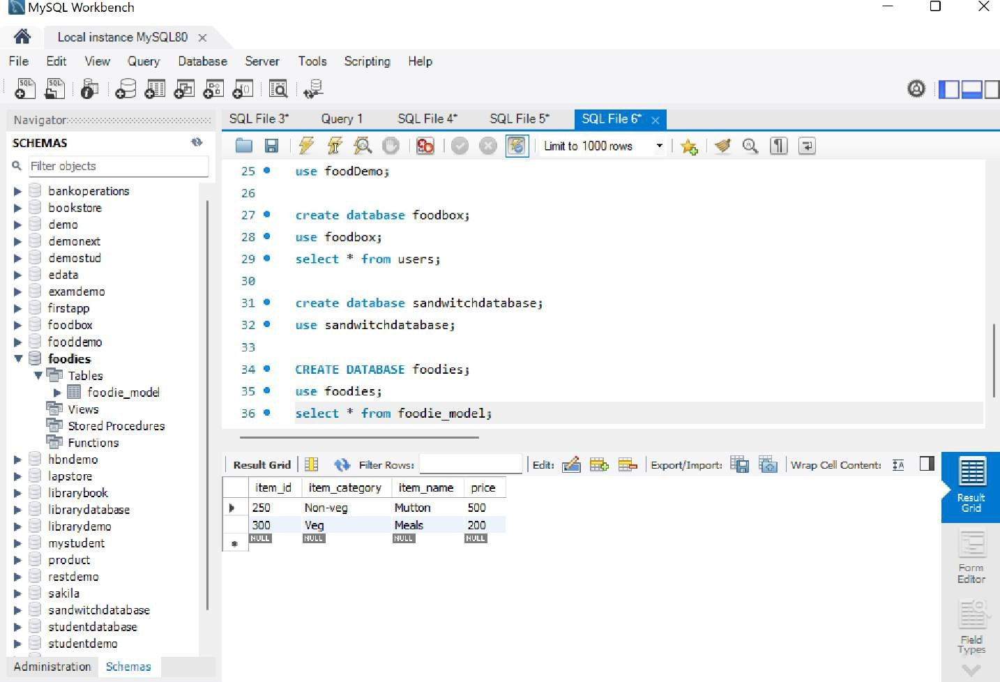 MySQL Workbench
Local instance MySQL80
File Edit View Query Database Server Tools Scripting Help
Navigator
SCHEMAS
Filter objects
bankoperations
bookstore
demo
demonext
demostud
edata
examdemo
firstapp
foodbox
fooddemo
foodies
Tables
foodie_model
Views
Stored Procedures
Functions
hbndemo
lapstore
librarybook
librarydatabase
librarydemo
mystudent
product
restdemo
sakila
sandwitchdatabase
studentdatabase
studentdemo
Administration Schemas
SQL File 3* Query 1 SQL File 4* SQL File 5* SQL File 6*
Limit to 1000 rows
25 use foodDemo;
26
27 create database foodbox;
28 use foodbox;
29 select * from users;
30
31 create database sandwitchdatabase;
32 use sandwitchdatabase;
33
34 CREATE DATABASE foodies;
35 use foodies;
36 select * from foodie_model;
Result Grid Filter Rows: Edit: Export/Import: Wrap Cell Content:
item_id item_category item_name price
250 Non-veg Mutton 500
300 Veg Meals 200
NULL NULL NULL NULL
Result
Grid
Form
Editor
Field
Types